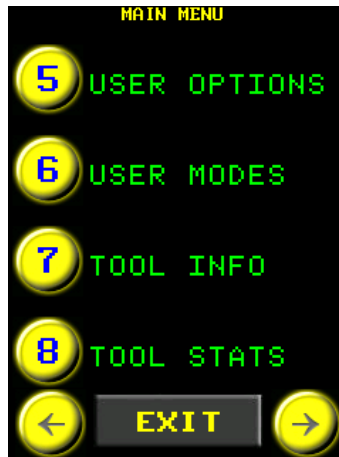 MAIN MENU
5 USER OPTIONS
6 USER MODES
7 TOOL INFO
8 TOOL STATS
← EXIT →